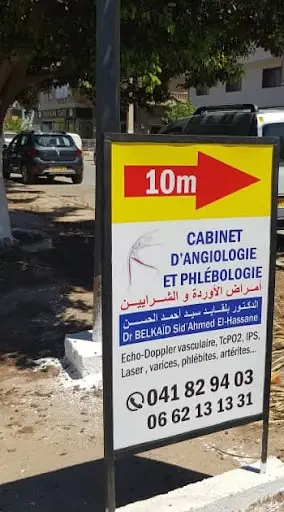 10m
CABINET
D'ANGIOLOGIE
ET PHLÉBOLOGIE
أمراض الأوردة و الشرايين
الدكتور بلقايد سيد أحمد الحسن
Dr BELKAÏD Sid'Ahmed El-Hassane
Echo-Doppler vasculaire, TcPO2, IPS,
Laser , varices, phlébites, artérites...
041 82 94 03
06 62 13 13 31